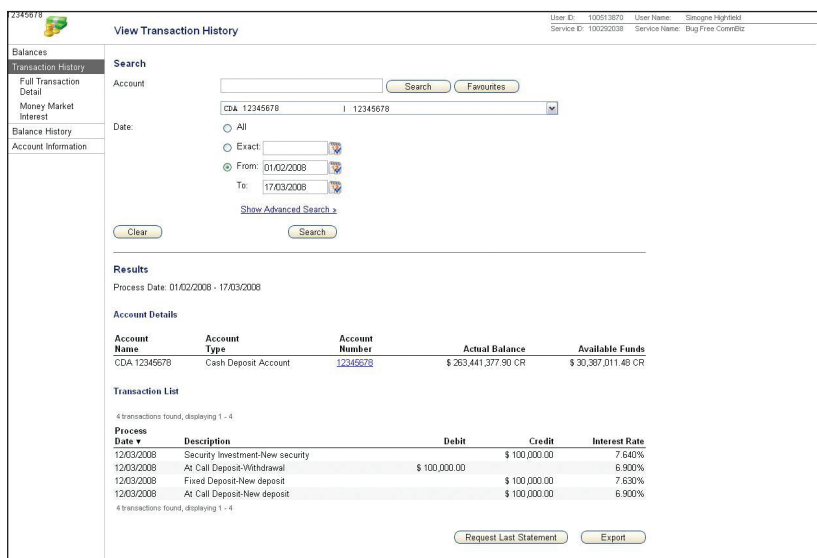 12345678
User ID: 100513870 User Name: Simogne Highfield
Service ID: 100292038 Service Name: Bug Free CommBiz
View Transaction History
Balances
Transaction History
Full Transaction
Detail
Money Market
Interest
Balance History
Account Information
Search
Account
Search Favourites
CDA 12345678 | 12345678
Date:
All
Exact:
From: 01/02/2008
To: 17/03/2008
Show Advanced Search »
Clear Search
Results
Process Date: 01/02/2008 - 17/03/2008
Account Details
Account Name Account Type Account Number Actual Balance Available Funds
CDA 12345678 Cash Deposit Account 12345678 $ 263,441,377.90 CR $ 30,387,011.48 CR
Transaction List
4 transactions found, displaying 1 - 4
Process Date ▼ Description Debit Credit Interest Rate
12/03/2008 Security Investment-New security $ 100,000.00 7.640%
12/03/2008 At Call Deposit-Withdrawal $ 100,000.00 6.900%
12/03/2008 Fixed Deposit-New deposit $ 100,000.00 7.630%
12/03/2008 At Call Deposit-New deposit $ 100,000.00 6.900%
4 transactions found, displaying 1 - 4
Request Last Statement Export